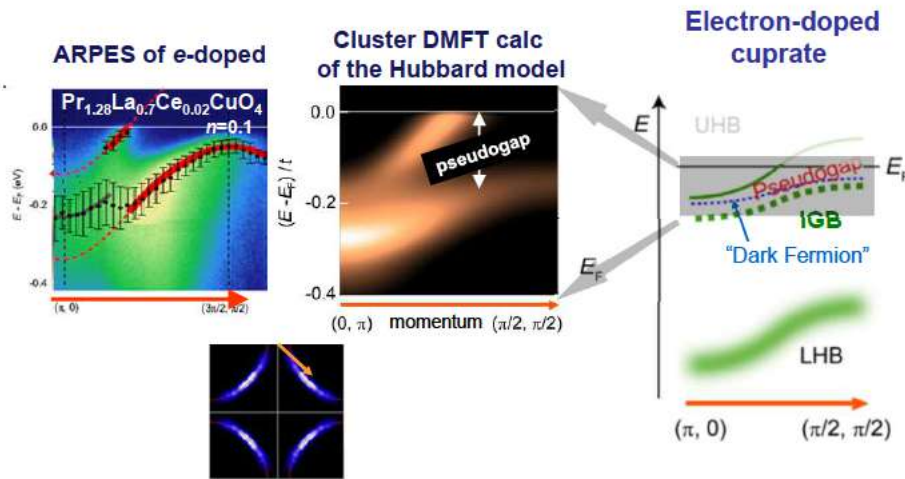 ARPES of e-doped
Pr1.28La0.7Ce0.02CuO4
n=0.1
E - EF (eV)
0.0
-0.2
-0.4
(π, 0)
(3π/2, π/2)
Cluster DMFT calc
of the Hubbard model
(E -EF) / t
0.0
-0.2
-0.4
pseudogap
(0, π) momentum (π/2, π/2)
Electron-doped
cuprate
E
UHB
EF
Pseudogap
IGB
"Dark Fermion"
EF
LHB
(π, 0)
(π/2, π/2)